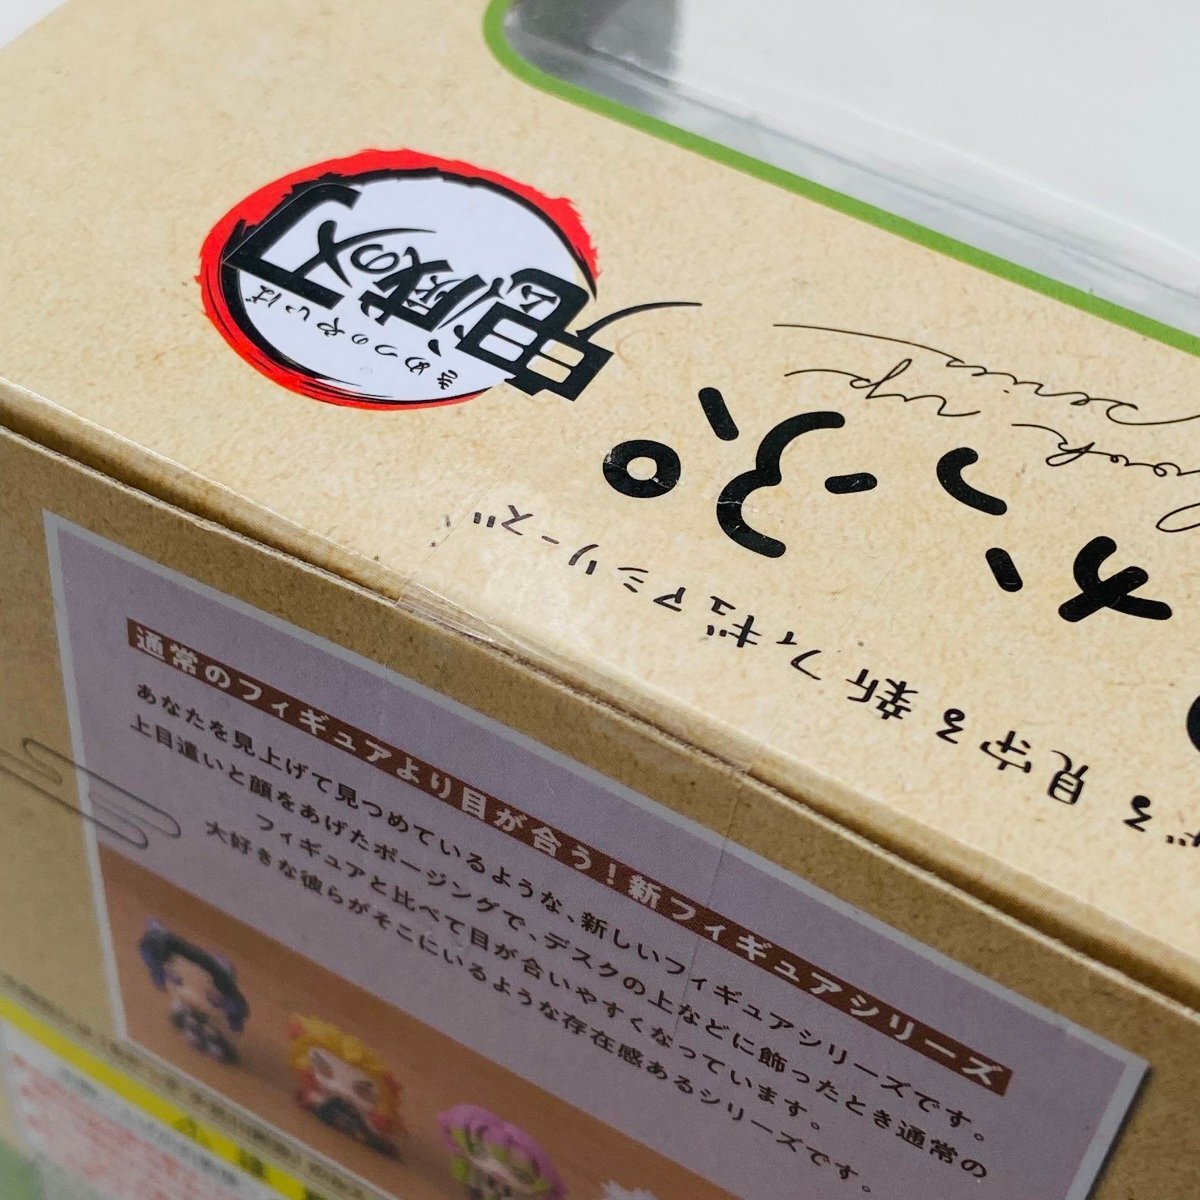 鬼滅の刃
きめつのやいば
look up
series
かっぷ
る見守る新フィギュアシリーズ
通常のフィギュアより目が合う！新フィギュアシリーズ
あなたを見上げて見つめているような、新しいフィギュアシリーズです。
上目遣いと顔をあげたポージングで、デスクの上などに飾ったとき通常の
フィギュアと比べて目が合いやすくなっています。
大好きな彼らがそこにいるような存在感あるシリーズです。